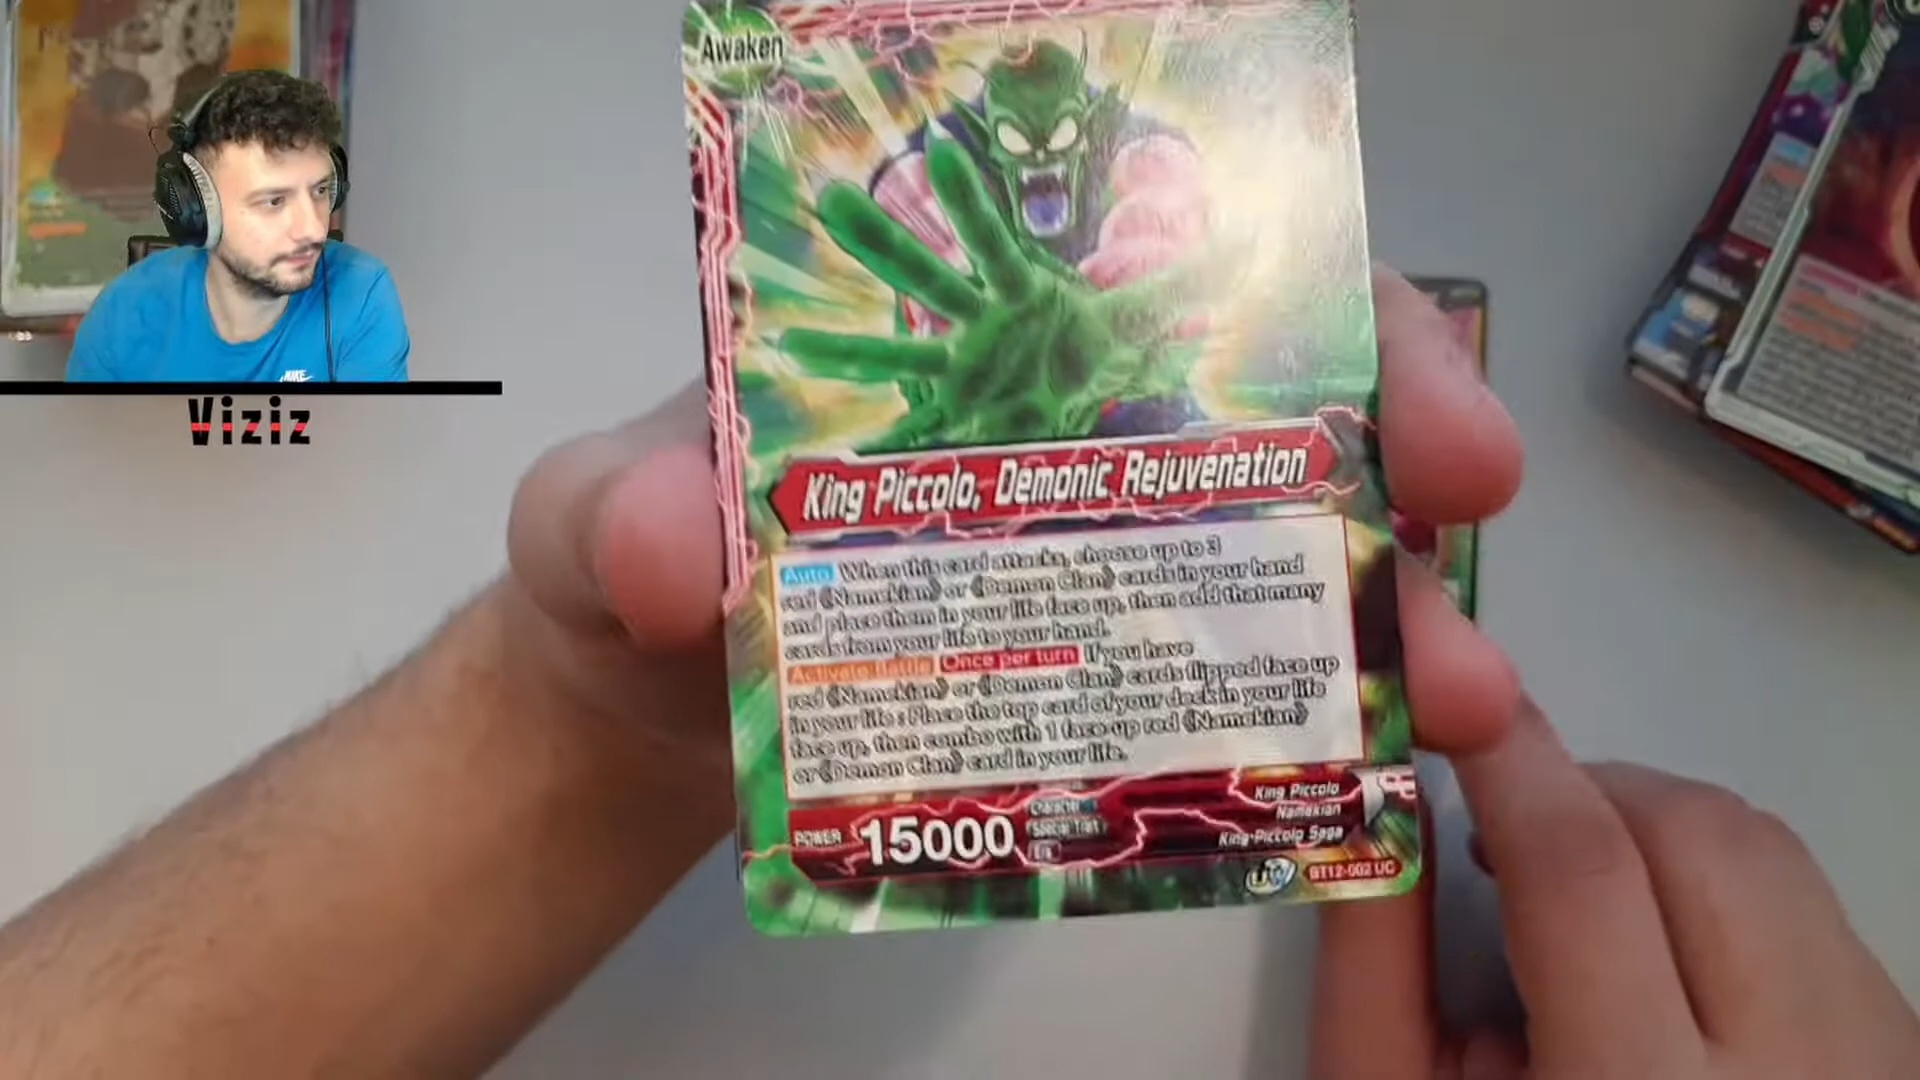 Awaken
NIKE
Viziz
King Piccolo, Demonic Rejuvenation
Auto When this card attacks, choose up to 3
red 《Namekian》 or 《Demon Clan》 cards in your hand
and place them in your life face up, then add that many
cards from your life to your hand.
Activate Battle Once per turn If you have
red 《Namekian》 or 《Demon Clan》 cards flipped face up
in your life : Place the top card of your deck in your life
face up, then combo with 1 face-up red 《Namekian》
or 《Demon Clan》 card in your life.
POWER 15000
Character King Piccolo
Special Trait Namekian
Era King Piccolo Saga
BT12-002 UC